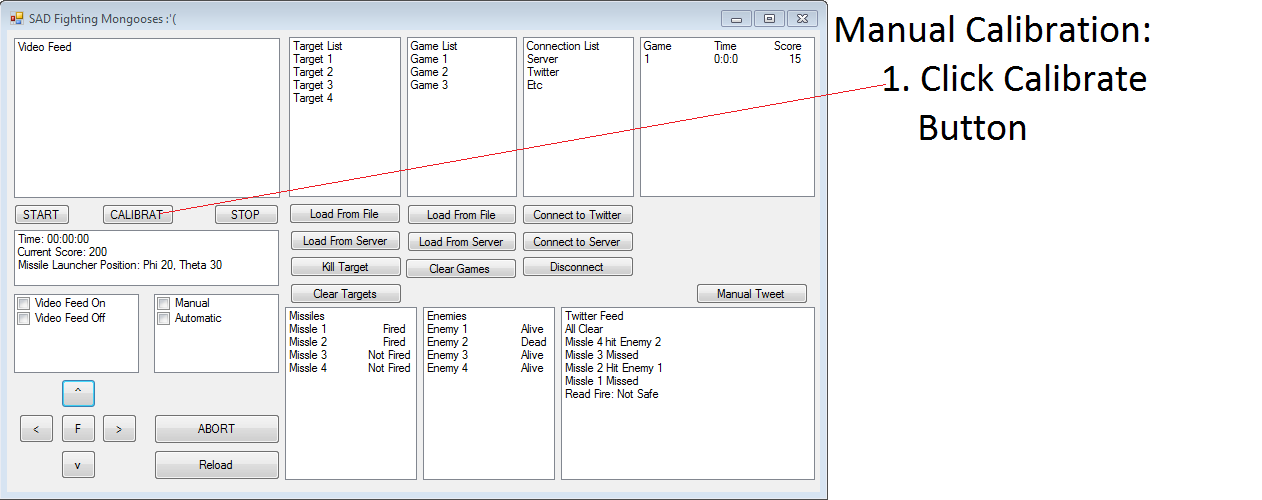 SAD Fighting Mongooses :'(
Manual Calibration:
1. Click Calibrate
Button
Video Feed
Target List
Target 1
Target 2
Target 3
Target 4
Game List
Game 1
Game 2
Game 3
Connection List
Server
Twitter
Etc
Game Time Score
1 0:0:0 15
START CALIBRAT STOP
Load From File Load From File Connect to Twitter
Load From Server Load From Server Connect to Server
Kill Target Clear Games Disconnect
Clear Targets Manual Tweet
Time: 00:00:00
Current Score: 200
Missile Launcher Position: Phi 20, Theta 30
Video Feed On
Video Feed Off
Manual
Automatic
Missiles
Missle 1 Fired
Missle 2 Fired
Missle 3 Not Fired
Missle 4 Not Fired
Enemies
Enemy 1 Alive
Enemy 2 Dead
Enemy 3 Alive
Enemy 4 Alive
Twitter Feed
All Clear
Missle 4 hit Enemy 2
Missle 3 Missed
Missle 2 Hit Enemy 1
Missle 1 Missed
Read Fire: Not Safe
^
< F >
v
ABORT
Reload